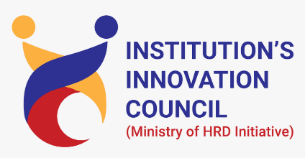 INSTITUTION'S
INNOVATION
COUNCIL
(Ministry of HRD Initiative)